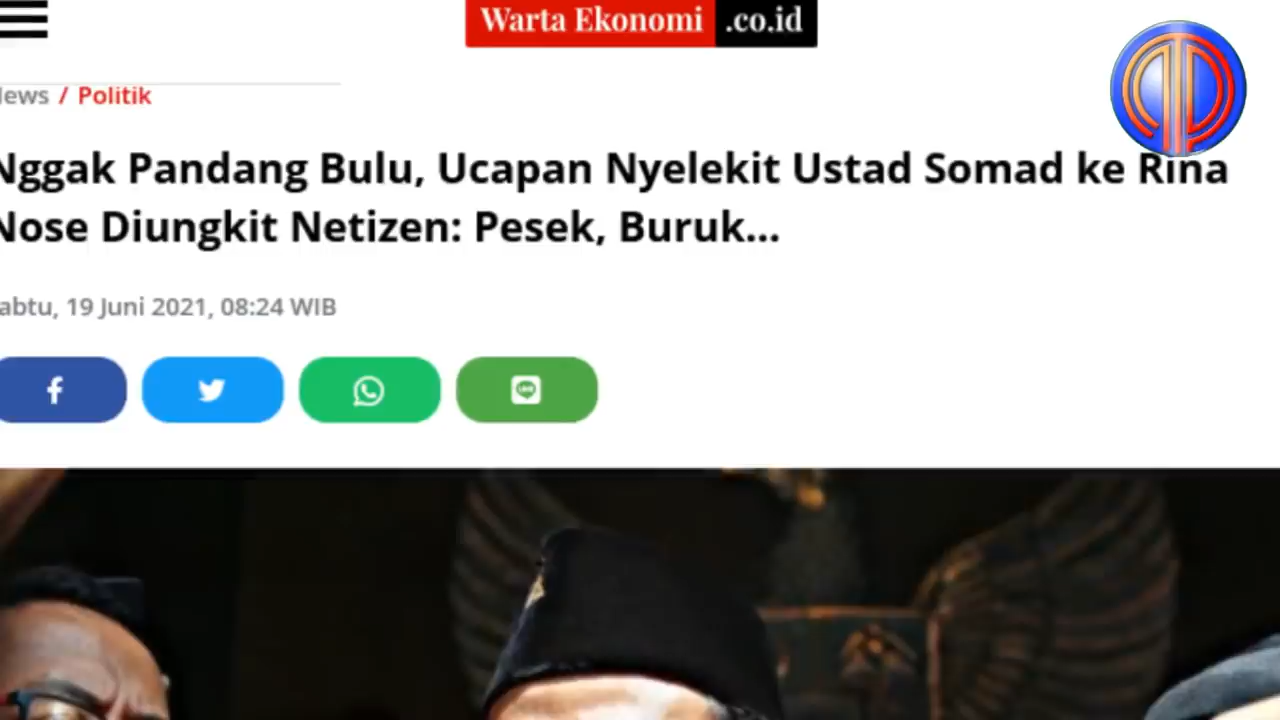 Warta Ekonomi .co.id
ews / Politik
Nggak Pandang Bulu, Ucapan Nyelekit Ustad Somad ke Rina
Nose Diungkit Netizen: Pesek, Buruk...
abtu, 19 Juni 2021, 08:24 WIB